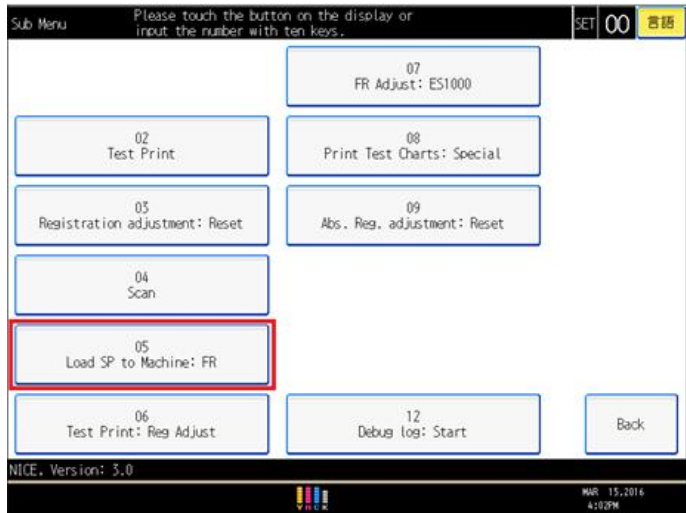 Sub Menu
Please touch the button on the display or
input the number with ten keys.
SET 00 言語
07
FR Adjust: ES1000
02
Test Print
08
Print Test Charts: Special
03
Registration adjustment: Reset
09
Abs. Reg. adjustment: Reset
04
Scan
05
Load SP to Machine: FR
06
Test Print: Reg Adjust
12
Debug log: Start
Back
NICE. Version: 3.0
Y M C K
MAR 15,2016
4:02PM